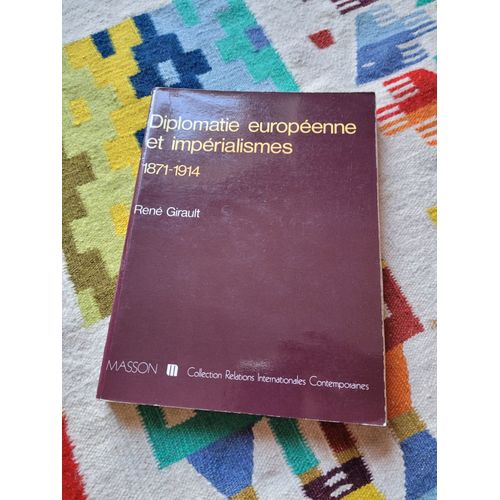 Diplomatie européenne
et impérialismes
1871-1914
René Girault
MASSON m Collection Relations Internationales Contemporaines